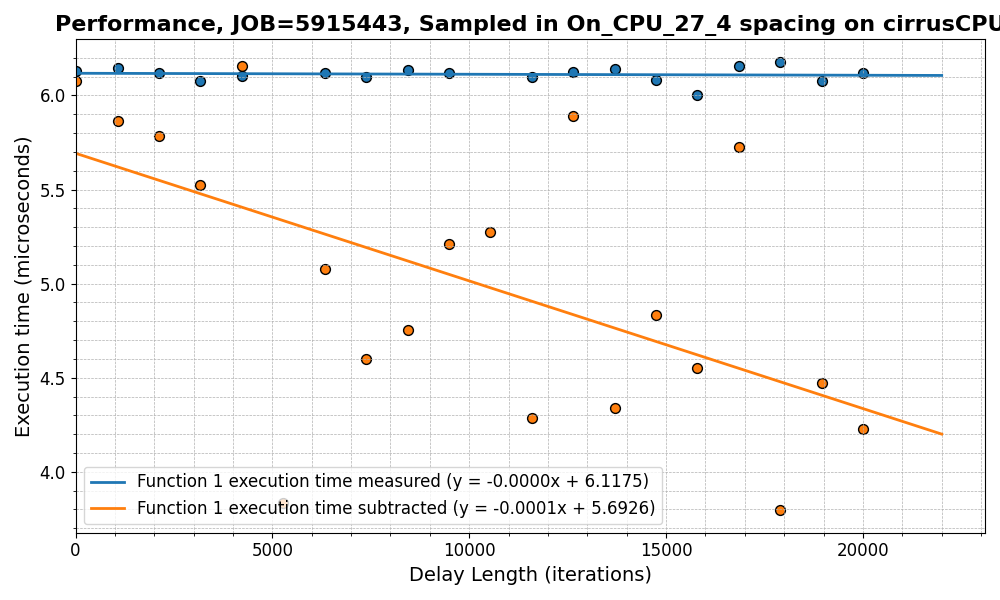 Performance, JOB=5915443, Sampled in On_CPU_27_4 spacing on cirrusCPU
Execution time (microseconds)
6.0
5.5
5.0
4.5
4.0
Function 1 execution time measured (y = -0.0000x + 6.1175)
Function 1 execution time subtracted (y = -0.0001x + 5.6926)
0 5000 10000 15000 20000
Delay Length (iterations)